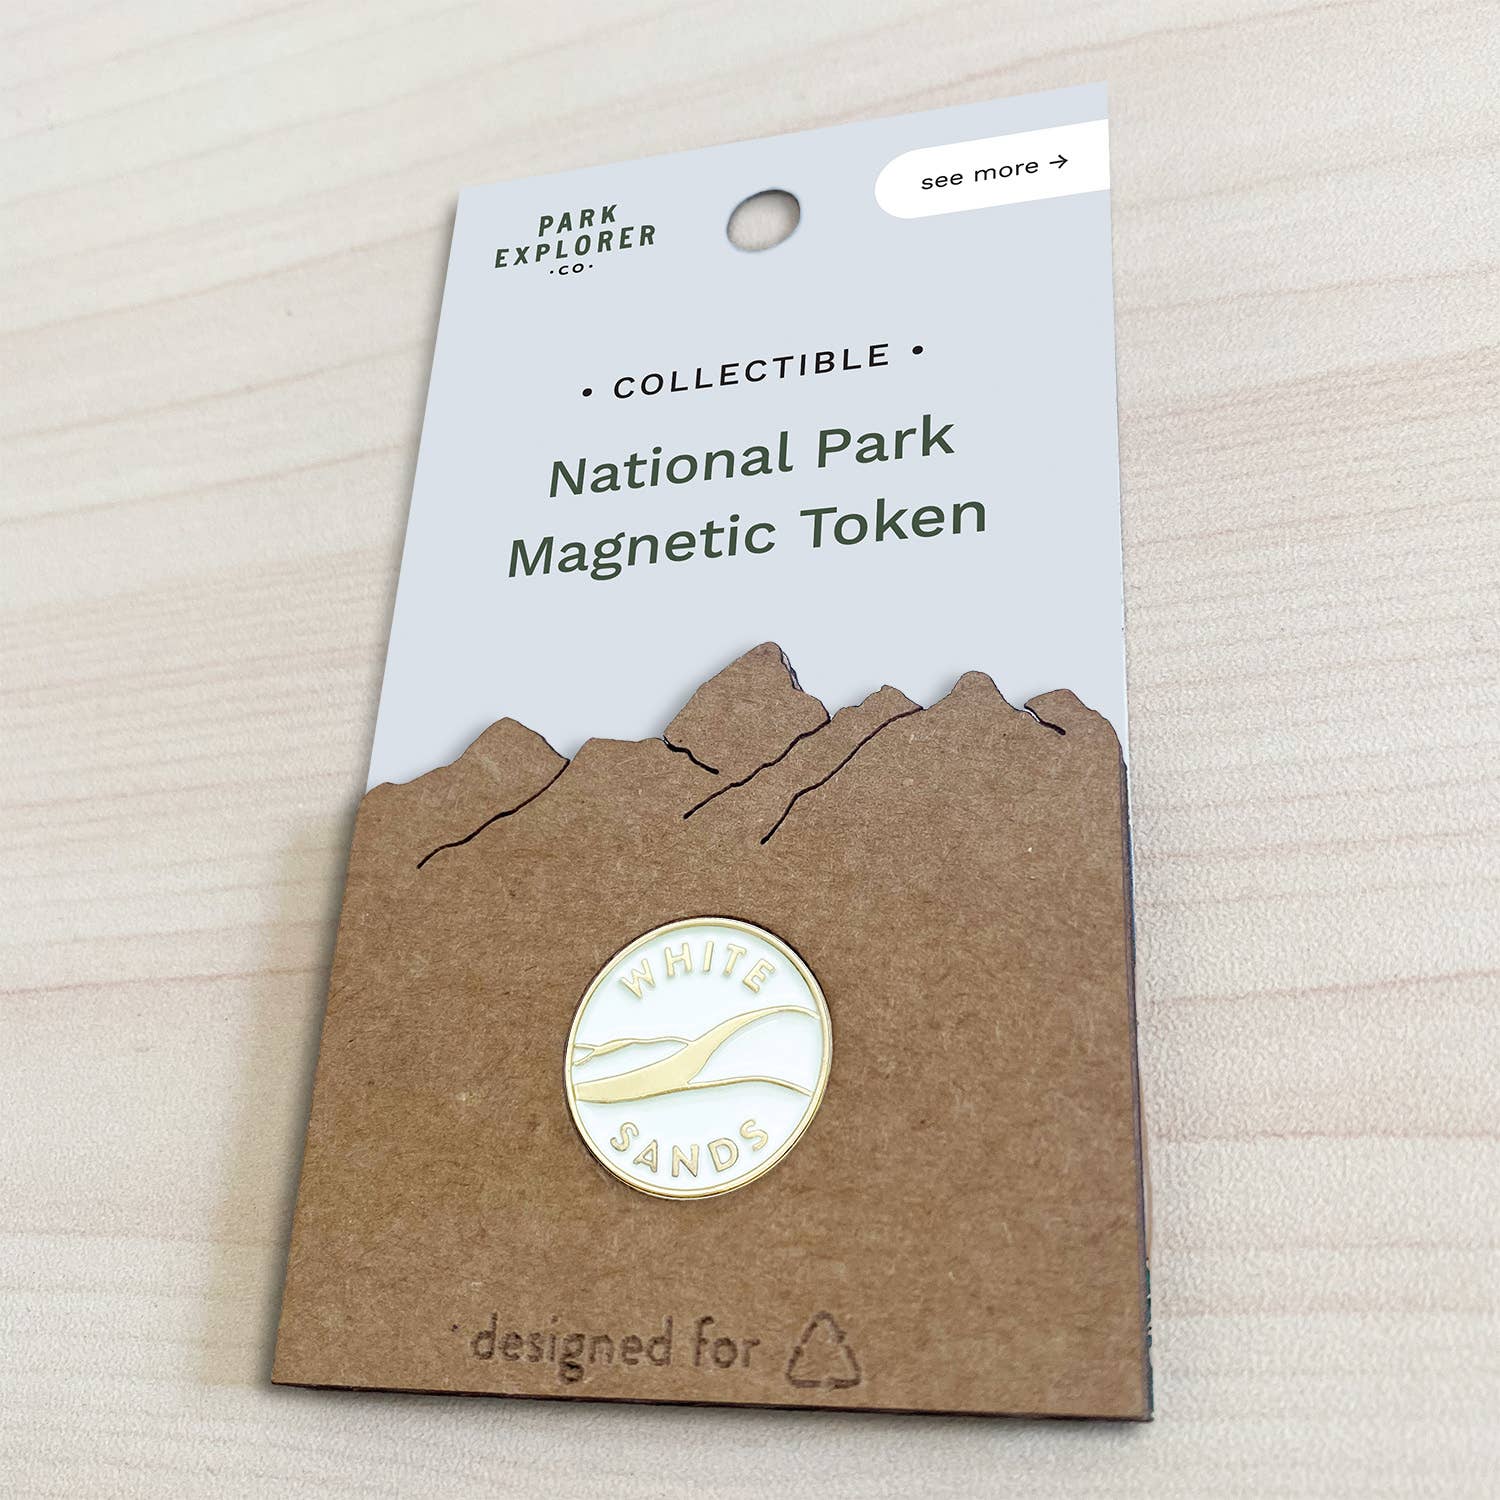 PARK
EXPLORER
·CO·
see more →
• COLLECTIBLE •
National Park
Magnetic Token
WHITE
SANDS
designed for